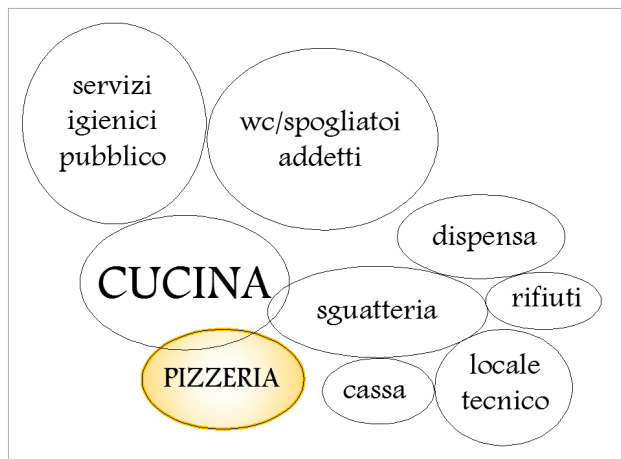 servizi
igienici
pubblico
wc/spogliatoi
addetti
dispensa
CUCINA
sguatteria
rifiuti
PIZZERIA
cassa
locale
tecnico